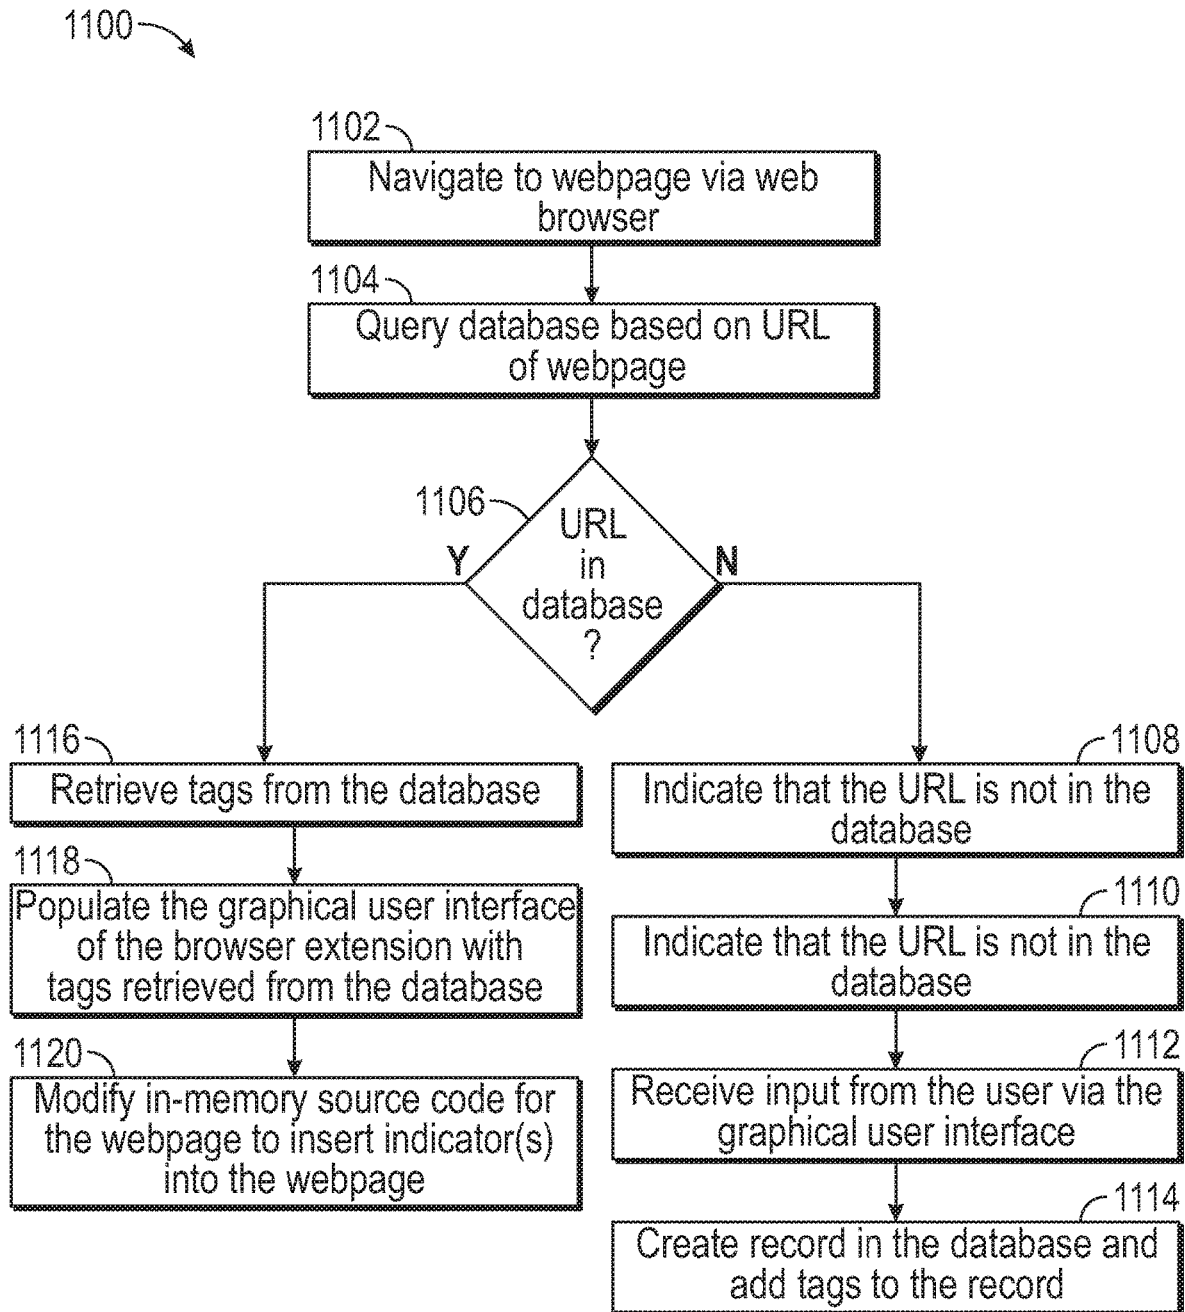 1100
1102
Navigate to webpage via web
browser
1104
Query database based on URL
of webpage
1106
URL
in
database
?
Y
N
1116
Retrieve tags from the database
1118
Populate the graphical user interface
of the browser extension with
tags retrieved from the database
1120
Modify in-memory source code for
the webpage to insert indicator(s)
into the webpage
1108
Indicate that the URL is not in the
database
1110
Indicate that the URL is not in the
database
1112
Receive input from the user via the
graphical user interface
1114
Create record in the database and
add tags to the record